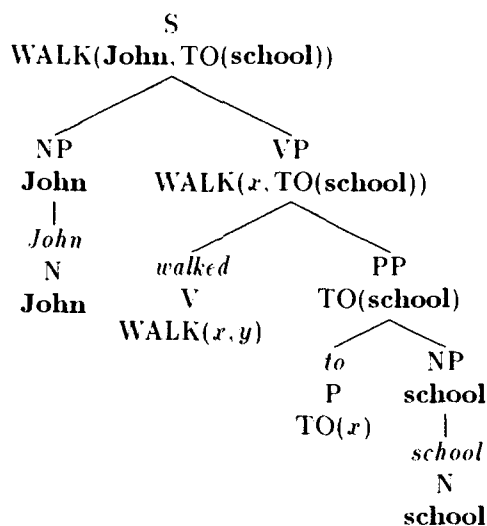 S
WALK(John, TO(school))
NP VP
John WALK(x, TO(school))
John walked PP
N V TO(school)
John WALK(x, y)
to NP
P school
TO(x)
school
N
school